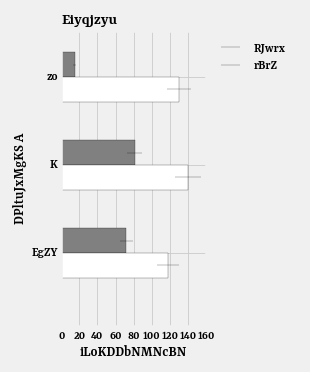 Eiyqjzyu
RJwrx
rBrZ
DPltuJxMgKS A
zo
K
EgZY
0 20 40 60 80 100 120 140 160
iLoKDDbNMNcBN